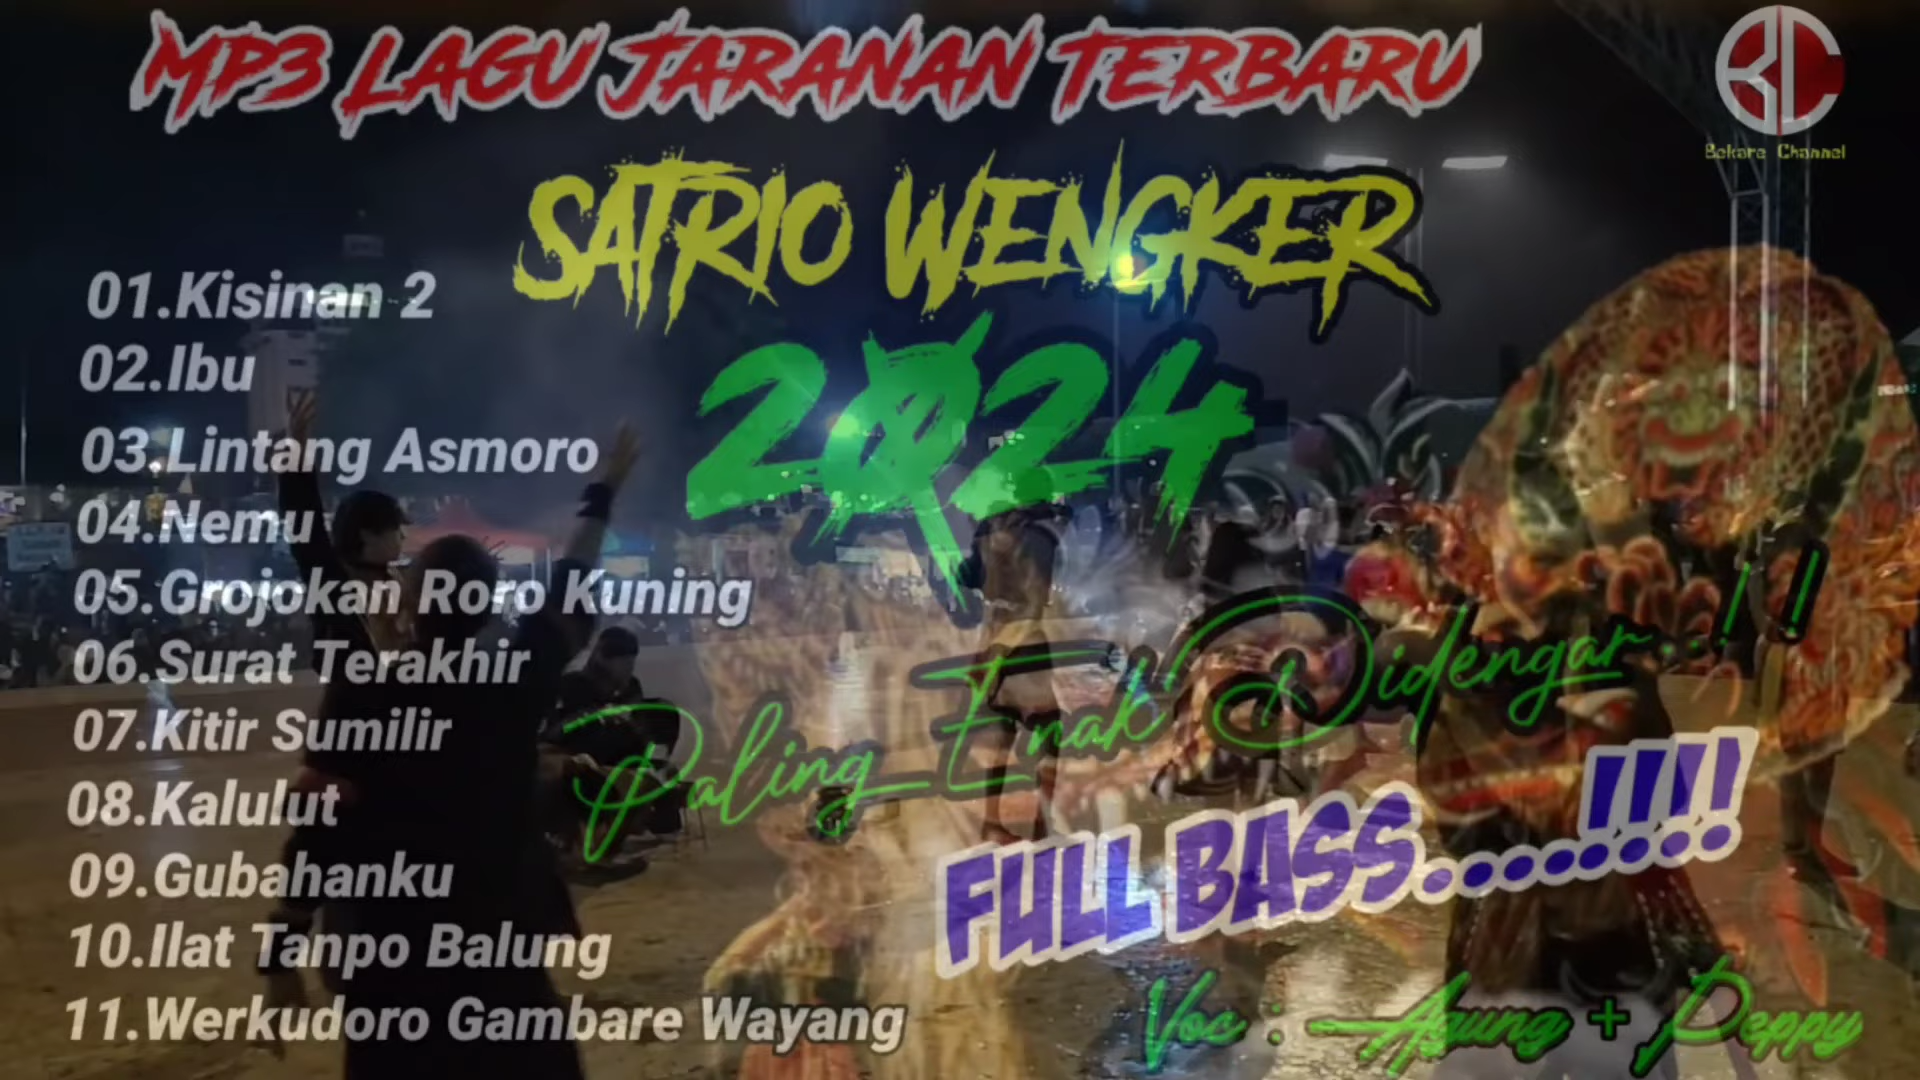 MP3 LAGU JARANAN TERBARU
Bekare Channel
SATRIO WENGKER
2024
01.Kisinan 2
02.Ibu
03.Lintang Asmoro
04.Nemu
05.Grojokan Roro Kuning
06.Surat Terakhir
07.Kitir Sumilir
08.Kalulut
09.Gubahanku
10.Ilat Tanpo Balung
11.Werkudoro Gambare Wayang
Paling Enak Didengar..!!
FULL BASS........!!!!
Voc : Agung + Peppy